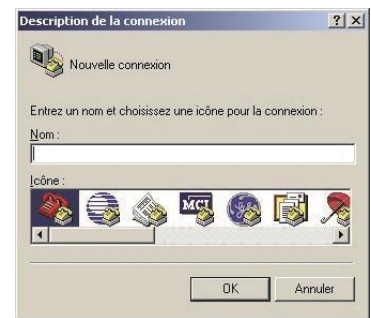 Description de la connexion
Nouvelle connexion
Entrez un nom et choisissez une icône pour la connexion :
Nom :
Icône :
MCI
OK Annuler